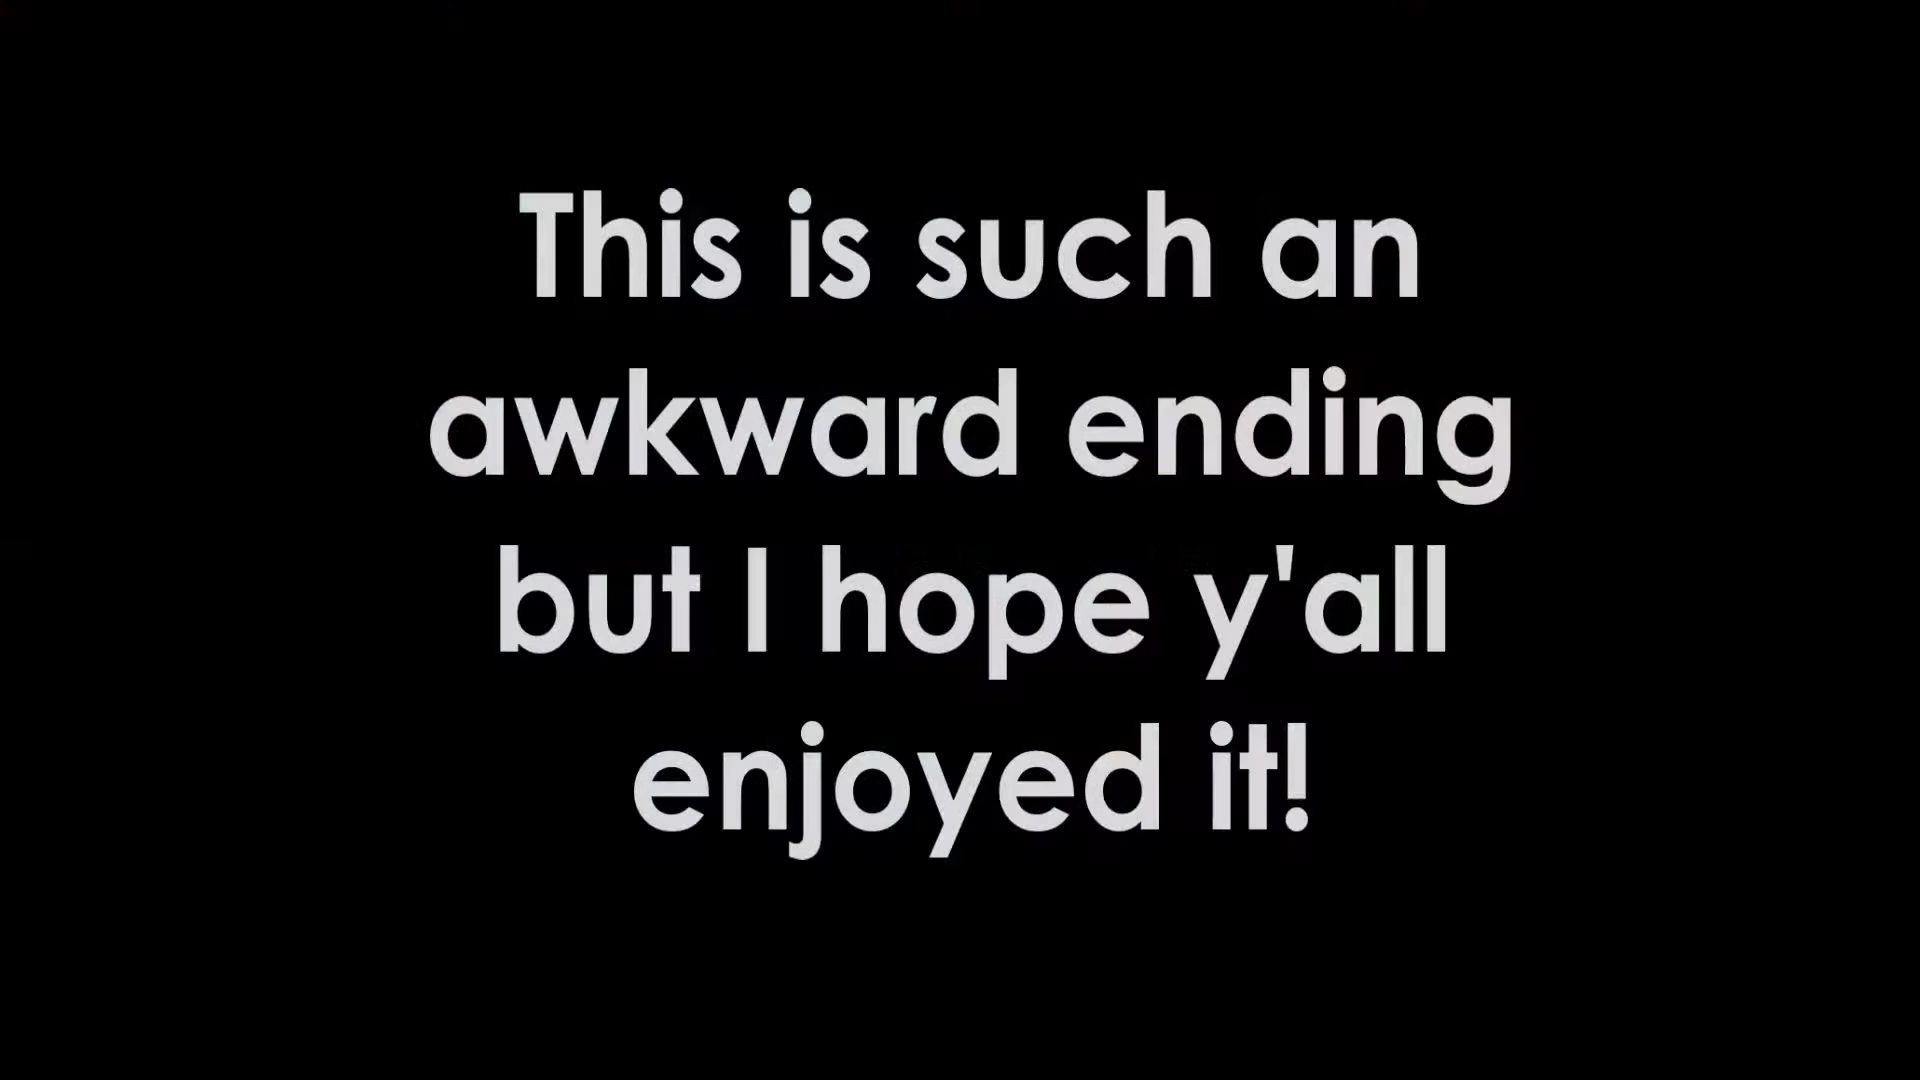 This is such an
awkward ending
but I hope y'all
enjoyed it!